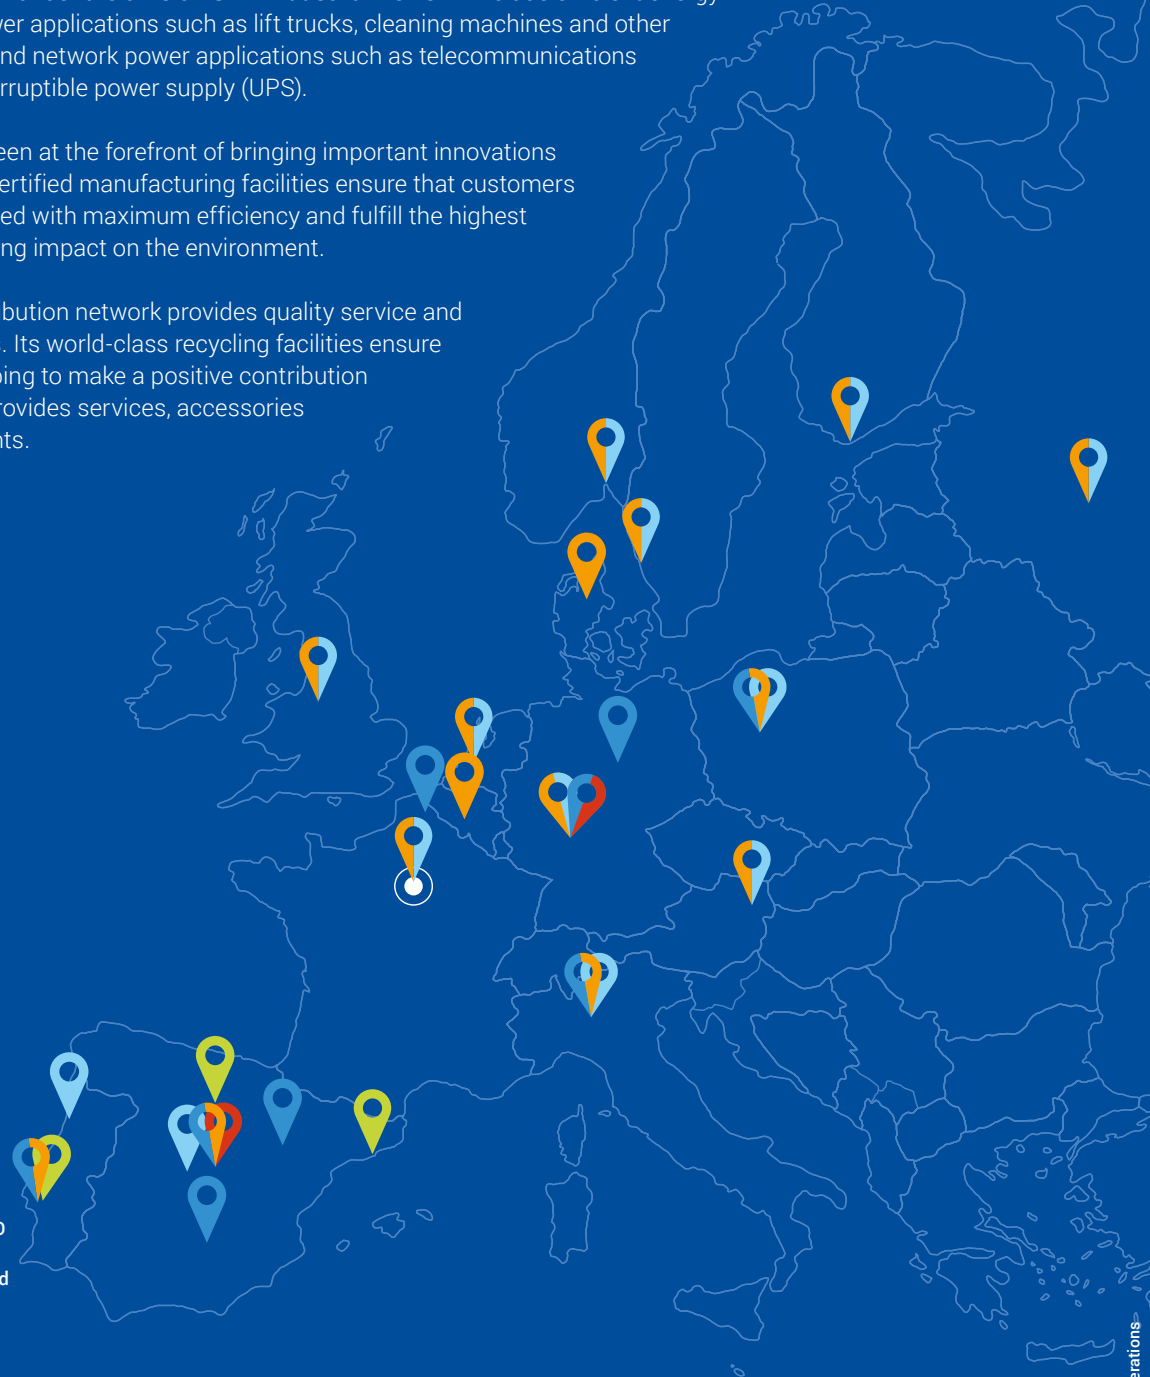 wer applications such as lift trucks, cleaning machines and other
nd network power applications such as telecommunications
rruptible power supply (UPS).
een at the forefront of bringing important innovations
ertified manufacturing facilities ensure that customers
ed with maximum efficiency and fulfill the highest
ng impact on the environment.
bution network provides quality service and
. Its world-class recycling facilities ensure
ing to make a positive contribution
rovides services, accessories
nts.
d
erations